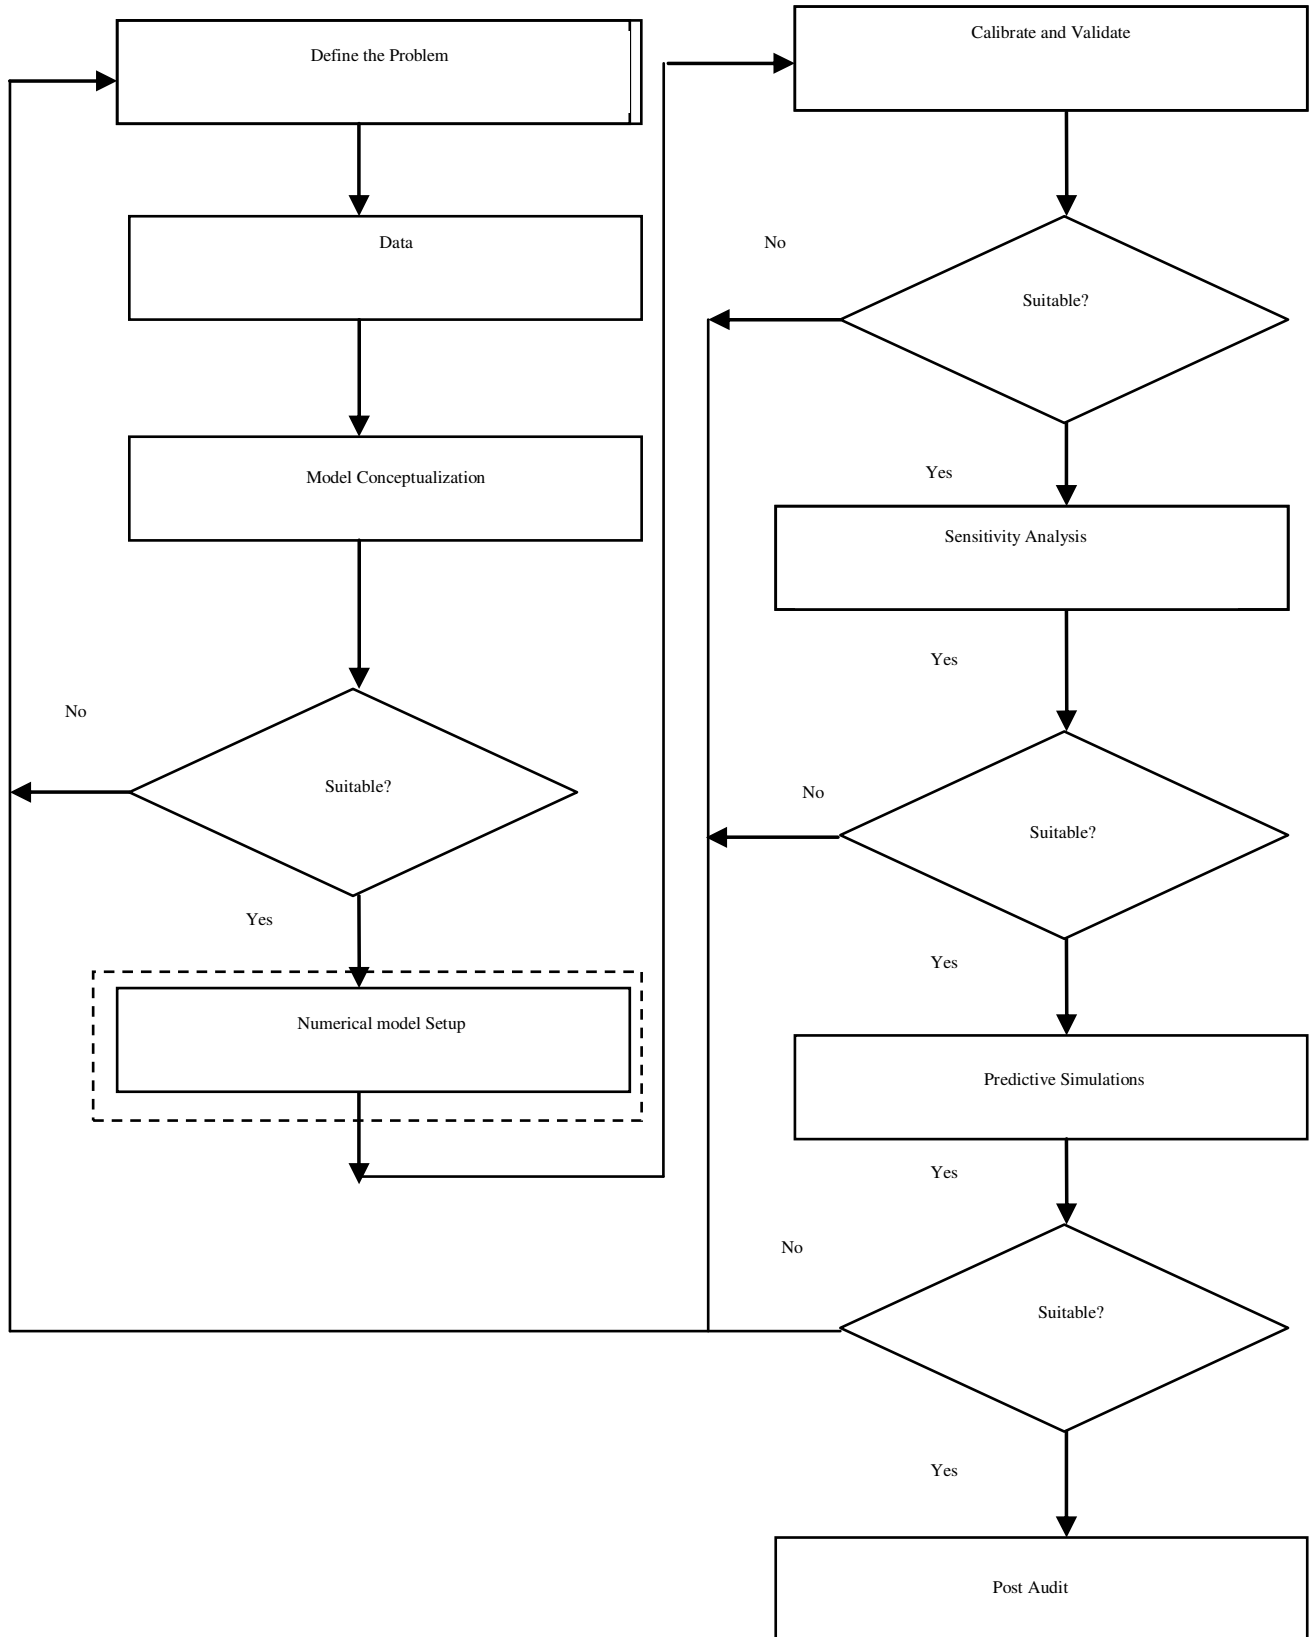 Define the Problem
Data
Model Conceptualization
No
Suitable?
Yes
Numerical model Setup
Calibrate and Validate
No
Suitable?
Yes
Sensitivity Analysis
Yes
No
Suitable?
Yes
Predictive Simulations
Yes
No
Suitable?
Yes
Post Audit